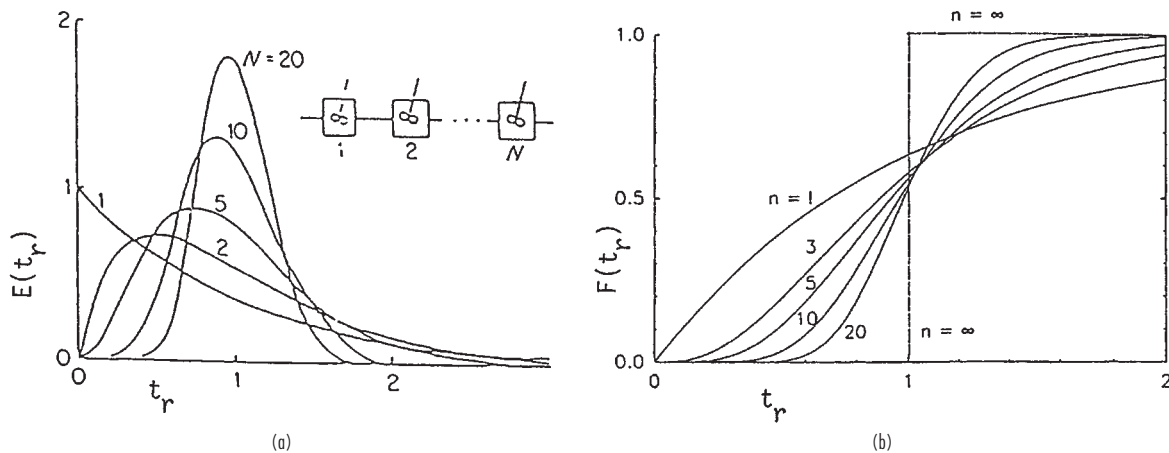 2
N = 20
10
1
1
5
2
E(t_r)
0
0
1
2
t_r
1
2
....
N
(a)
n = ∞
1.0
n = 1
0.5
3
5
10
20
n = ∞
F(t_r)
0.0
0
1
2
t_r
(b)